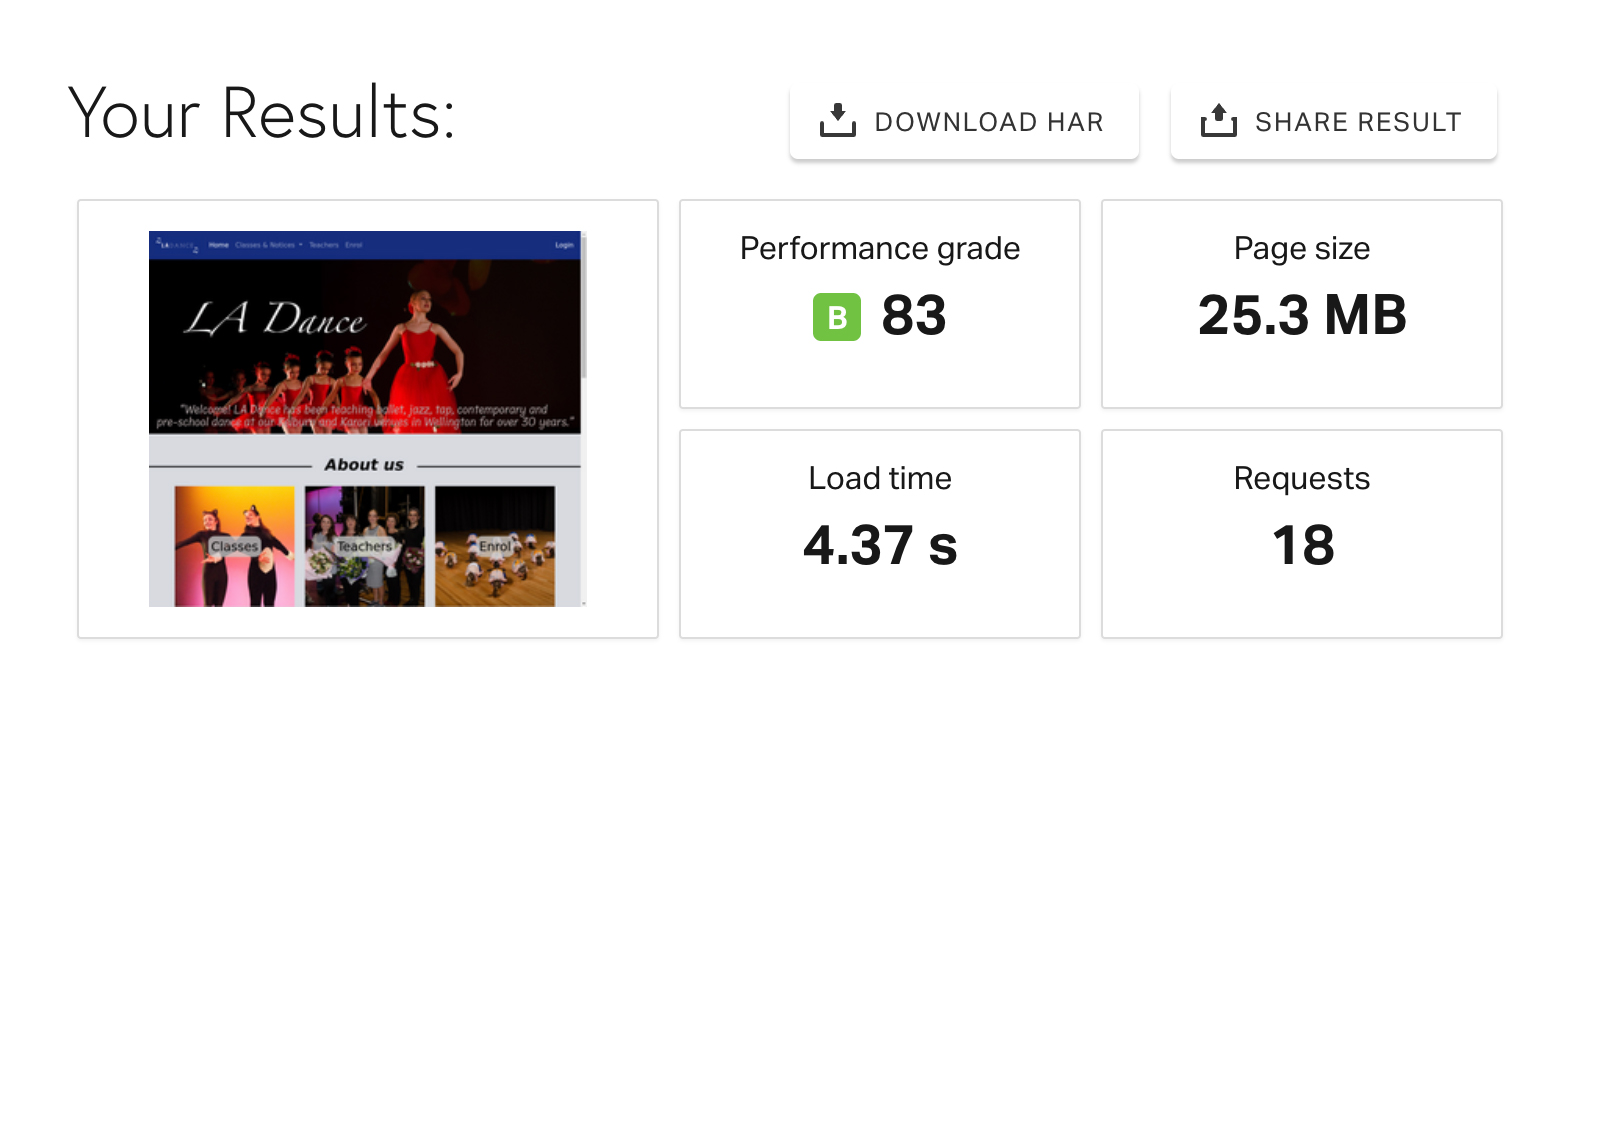 Your Results:
DOWNLOAD HAR
SHARE RESULT
LA DANCE
Home Classes & Notices Teachers Enrol
Login
LA Dance
"Welcome! LA Dance has been teaching ballet, jazz, tap, contemporary and
pre-school dance at our Kelburn and Karori venues in Wellington for over 30 years."
About us
Classes
Teachers
Enrol
Performance grade
B 83
Page size
25.3 MB
Load time
4.37 s
Requests
18